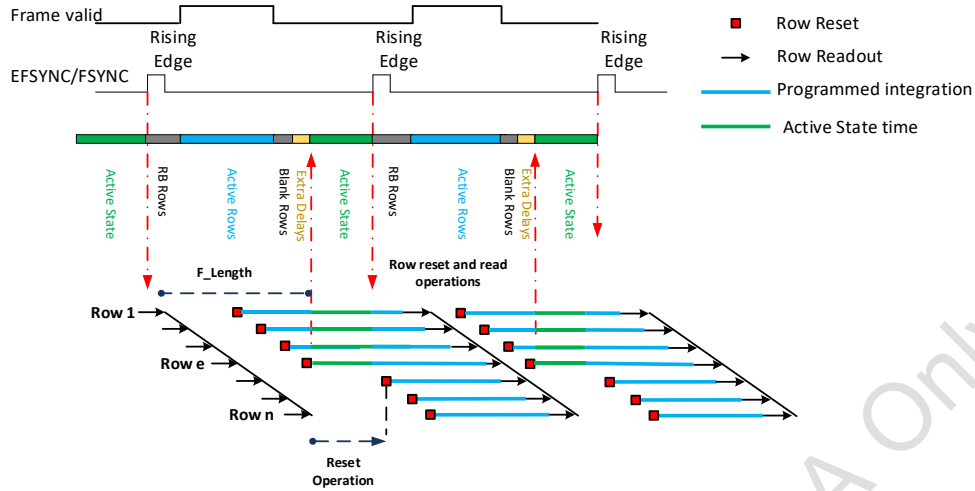 Frame valid
Rising
Edge
Rising
Edge
Rising
Edge
EFSYNC/FSYNC
Row Reset
Row Readout
Programmed integration
Active State time
Active State
RB Rows
Active Rows
Blank Rows
Extra Delays
Active State
RB Rows
Active Rows
Blank Rows
Extra Delays
Active State
F_Length
Row reset and read
operations
Row 1
Row e
Row n
Reset
Operation
A Only